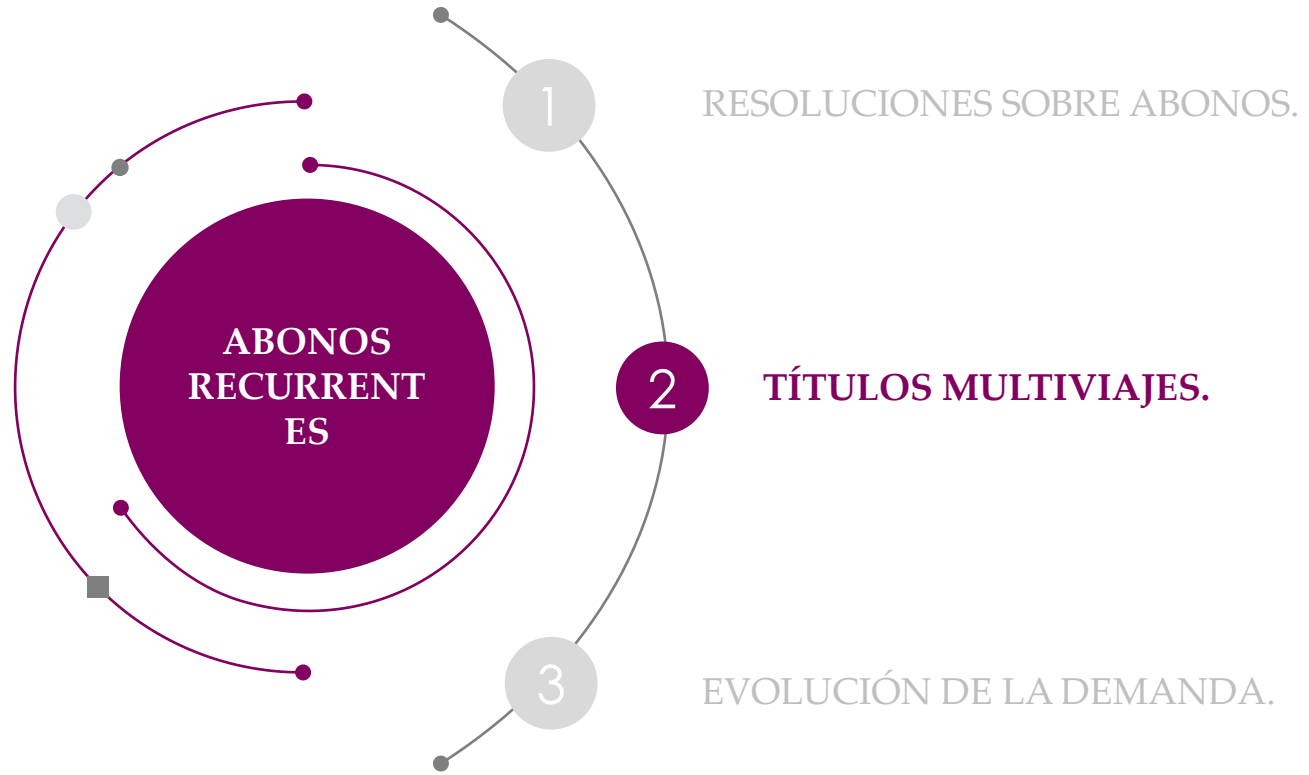 ABONOS
RECURRENT
ES
1
RESOLUCIONES SOBRE ABONOS.
2
TÍTULOS MULTIVIAJES.
3
EVOLUCIÓN DE LA DEMANDA.